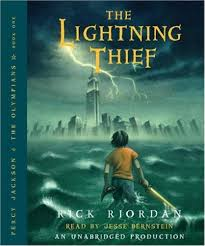 THE
LIGHTNING
THIEF
RICK RIORDAN
READ BY JESSE BERNSTEIN
AN UNABRIDGED PRODUCTION
PERCY JACKSON & THE OLYMPIANS BOOK ONE